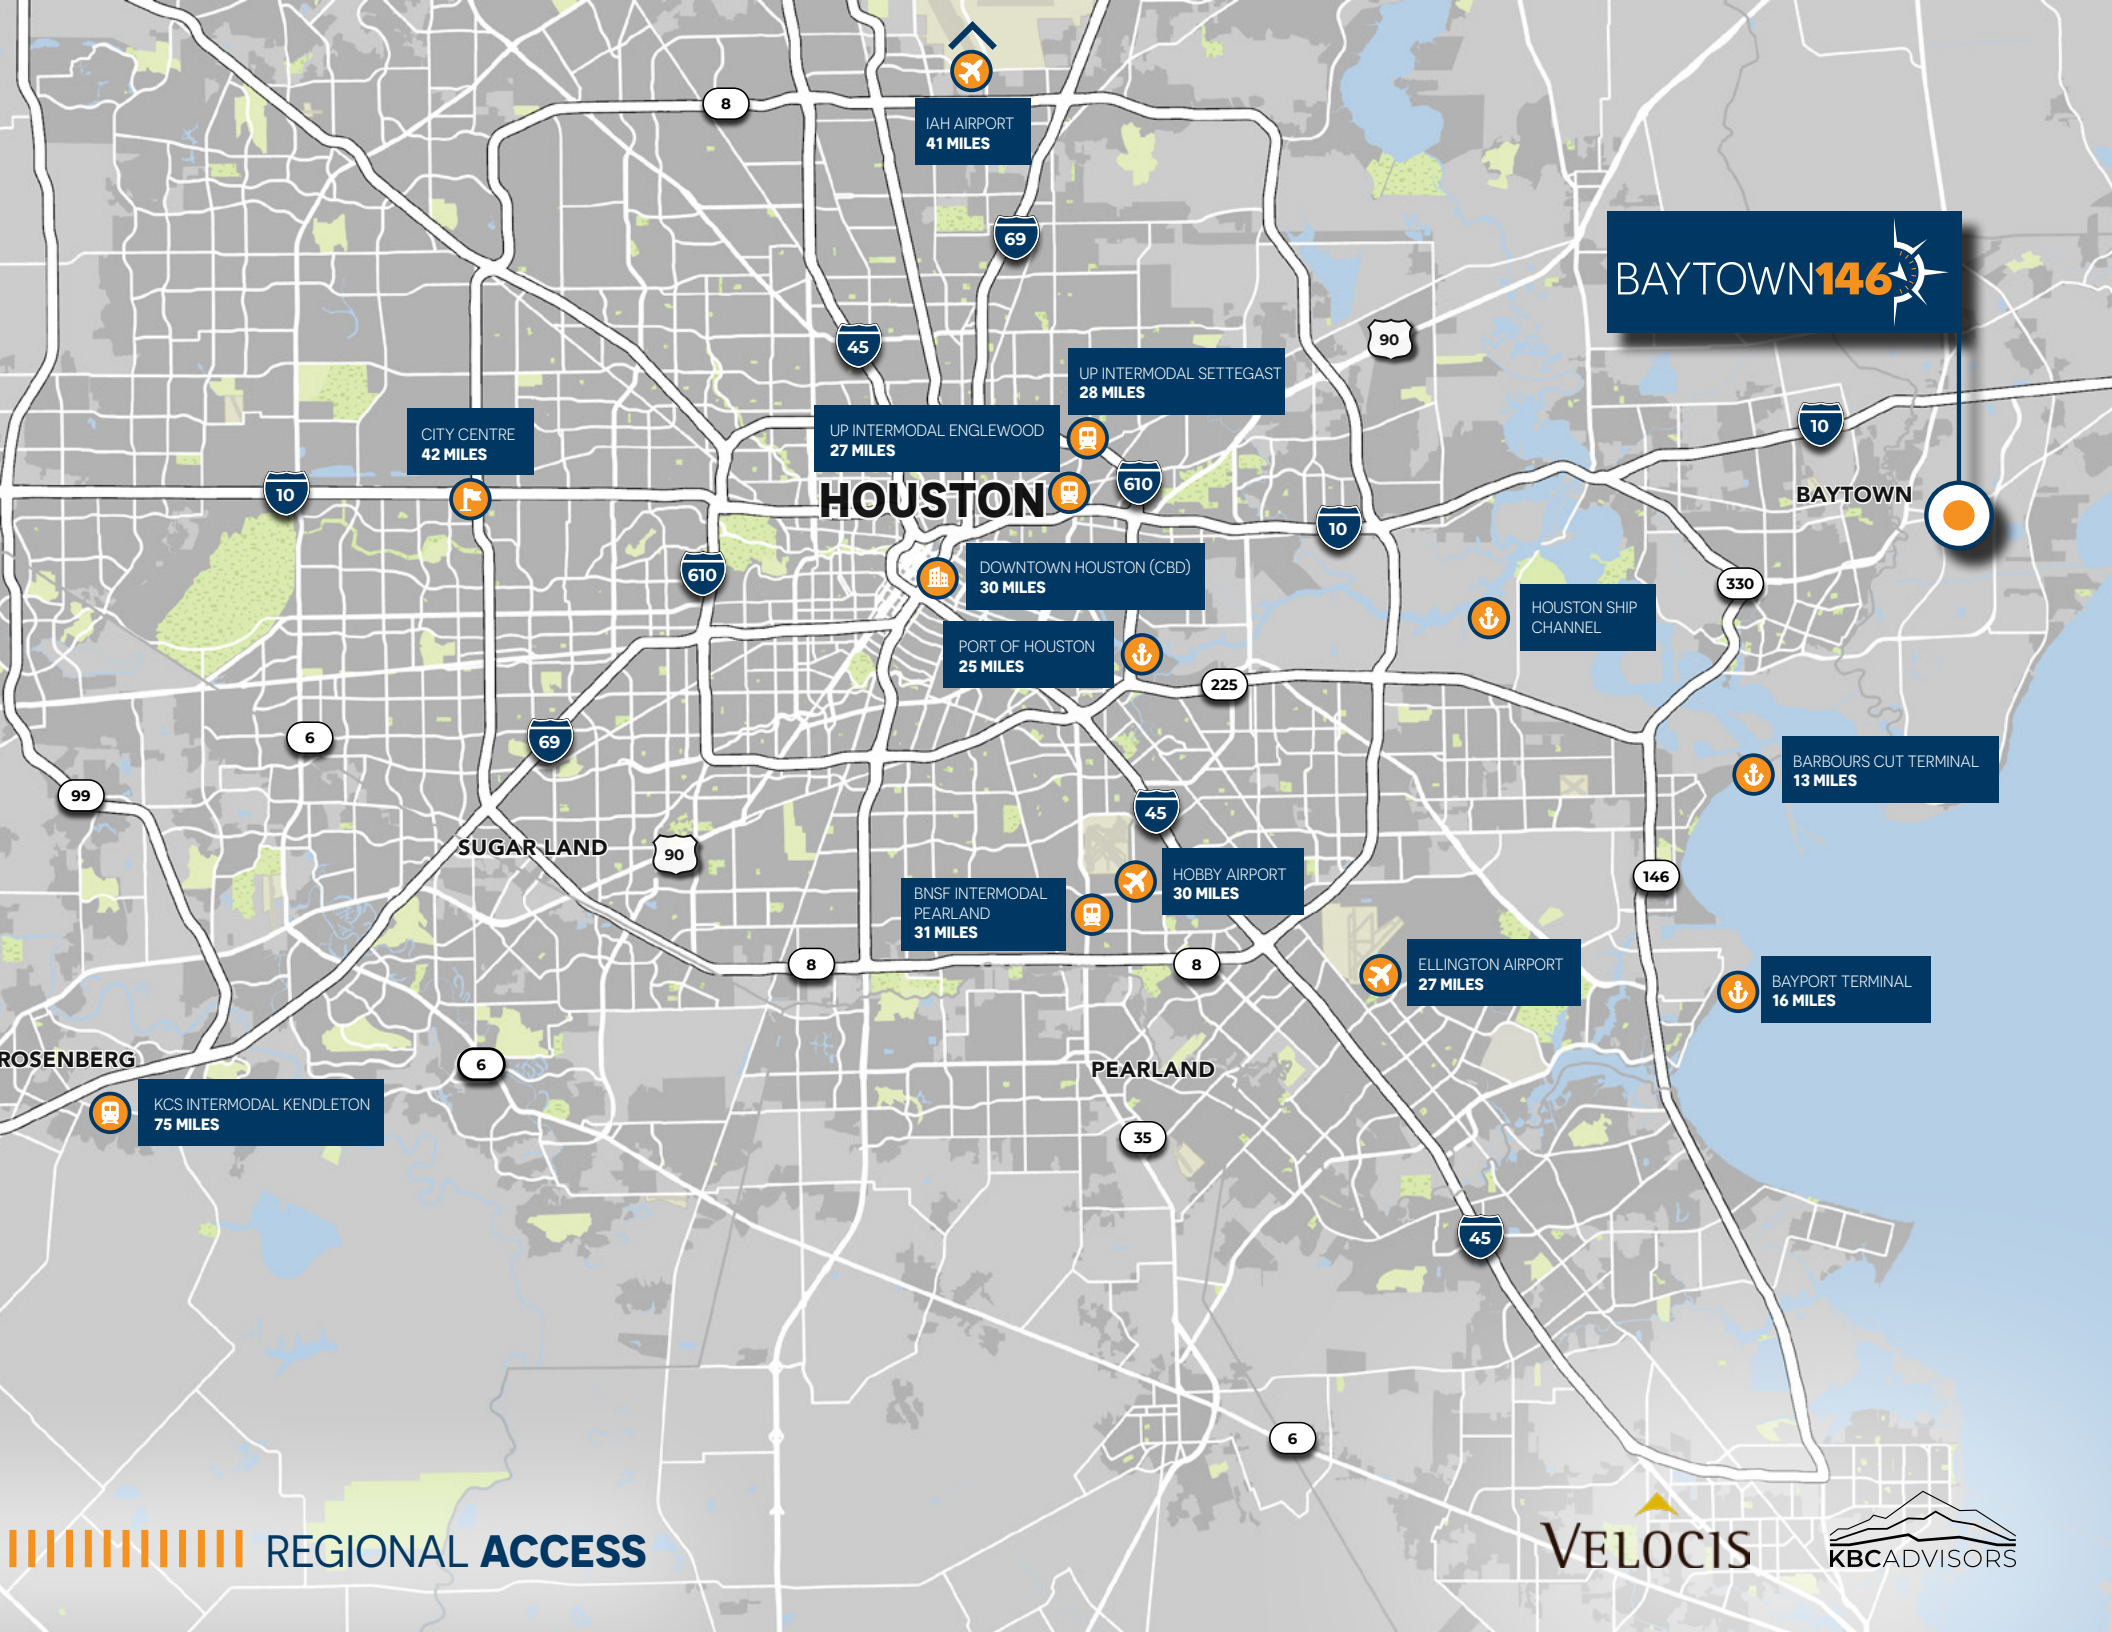 8
IAH AIRPORT
41 MILES
69
BAYTOWN146
45
90
UP INTERMODAL SETTEGAST
28 MILES
10
CITY CENTRE
42 MILES
UP INTERMODAL ENGLEWOOD
27 MILES
610
10
HOUSTON
BAYTOWN
10
610
DOWNTOWN HOUSTON (CBD)
30 MILES
330
HOUSTON SHIP
CHANNEL
PORT OF HOUSTON
25 MILES
225
6
69
BARBOURS CUT TERMINAL
13 MILES
99
45
SUGAR LAND
90
HOBBY AIRPORT
30 MILES
146
BNSF INTERMODAL
PEARLAND
31 MILES
8
8
ELLINGTON AIRPORT
27 MILES
BAYPORT TERMINAL
16 MILES
ROSENBERG
6
PEARLAND
KCS INTERMODAL KENDLETON
75 MILES
35
45
6
REGIONAL ACCESS
VELOCIS
KBCADVISORS